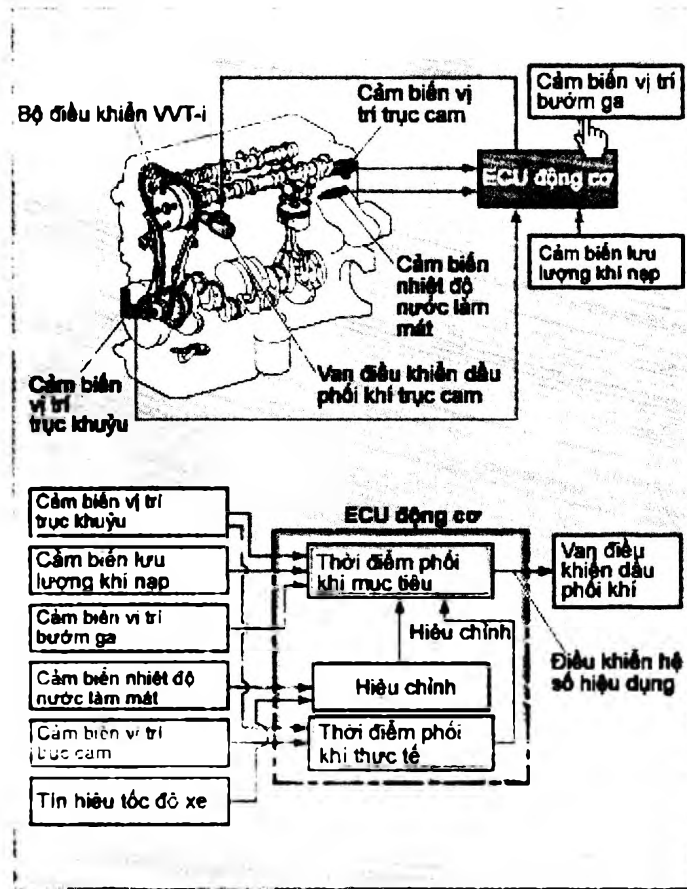 Bộ điều khiển VVT-i
Cảm biến vị
trí trục cam
Cảm biến vị trí
bướm ga
ECU động cơ
Cảm biến lưu
lượng khí nạp
Cảm biến
nhiệt độ
nước làm
mát
Van điều khiển dầu
phối khí trục cam
Cảm biến
vị trí
trục khuỷu
Cảm biến vị trí
trục khuỷu
Cảm biến lưu
lượng khí nạp
Cảm biến vị trí
bướm ga
Cảm biến nhiệt độ
nước làm mát
Cảm biến vị trí
trục cam
Tín hiệu tốc độ xe
ECU động cơ
Thời điểm phối
khí mục tiêu
Hiệu chỉnh
Hiệu chỉnh
Thời điểm phối
khí thực tế
Van điều
khiển dầu
phối khí
Điều khiển hệ
số hiệu dụng